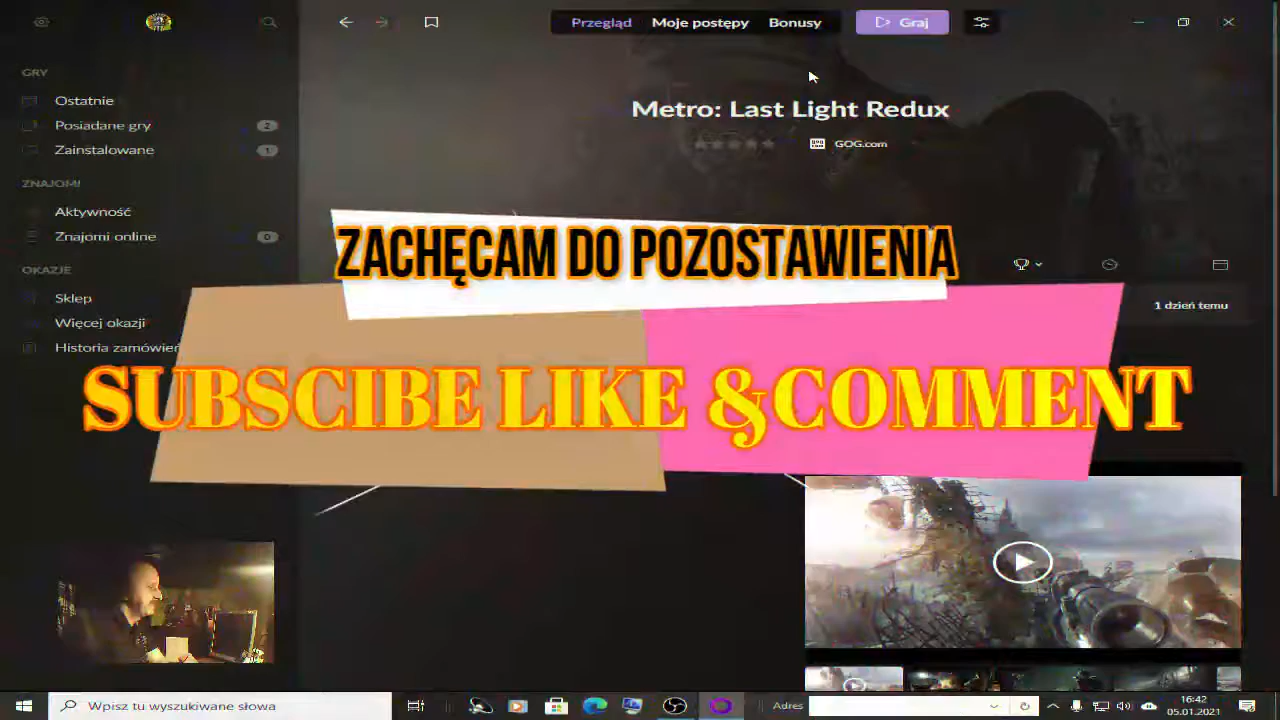 Przegląd
Moje postępy
Bonusy
Graj
GRY
Ostatnie
Posiadane gry 2
Zainstalowane 1
ZNAJOMI
Aktywność
Znajomi online 0
OKAZJE
Sklep
Więcej okazji
Historia zamówień
Metro: Last Light Redux
GOG.com
1 dzień temu
ZACHĘCAM DO POZOSTAWIENIA
SUBSCIBE LIKE &COMMENT
Wpisz tu wyszukiwane słowa
Adres
16:42
05.01.2021